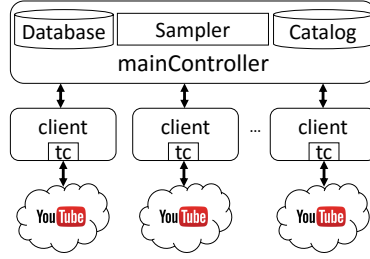 Database Sampler Catalog
mainController
client client ... client
tc tc tc
YouTube YouTube YouTube